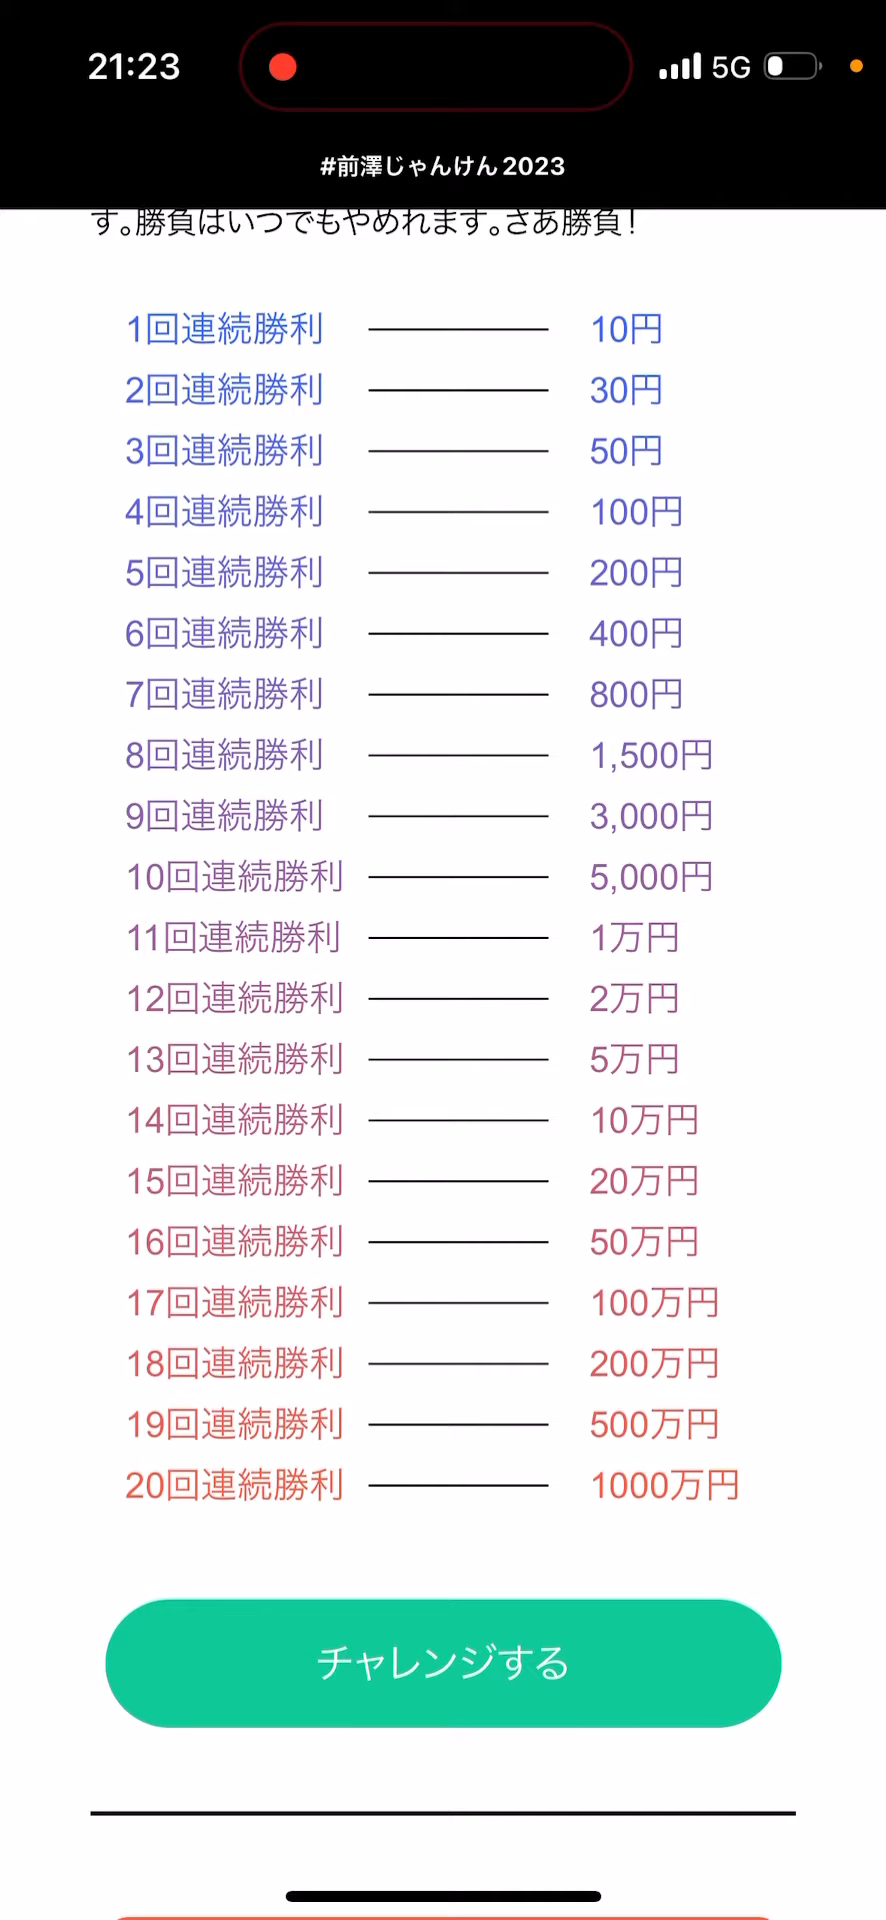 21:23
5G
#前澤じゃんけん2023
す。勝負はいつでもやめれます。さあ勝負！
1回連続勝利 10円
2回連続勝利 30円
3回連続勝利 50円
4回連続勝利 100円
5回連続勝利 200円
6回連続勝利 400円
7回連続勝利 800円
8回連続勝利 1,500円
9回連続勝利 3,000円
10回連続勝利 5,000円
11回連続勝利 1万円
12回連続勝利 2万円
13回連続勝利 5万円
14回連続勝利 10万円
15回連続勝利 20万円
16回連続勝利 50万円
17回連続勝利 100万円
18回連続勝利 200万円
19回連続勝利 500万円
20回連続勝利 1000万円
チャレンジする